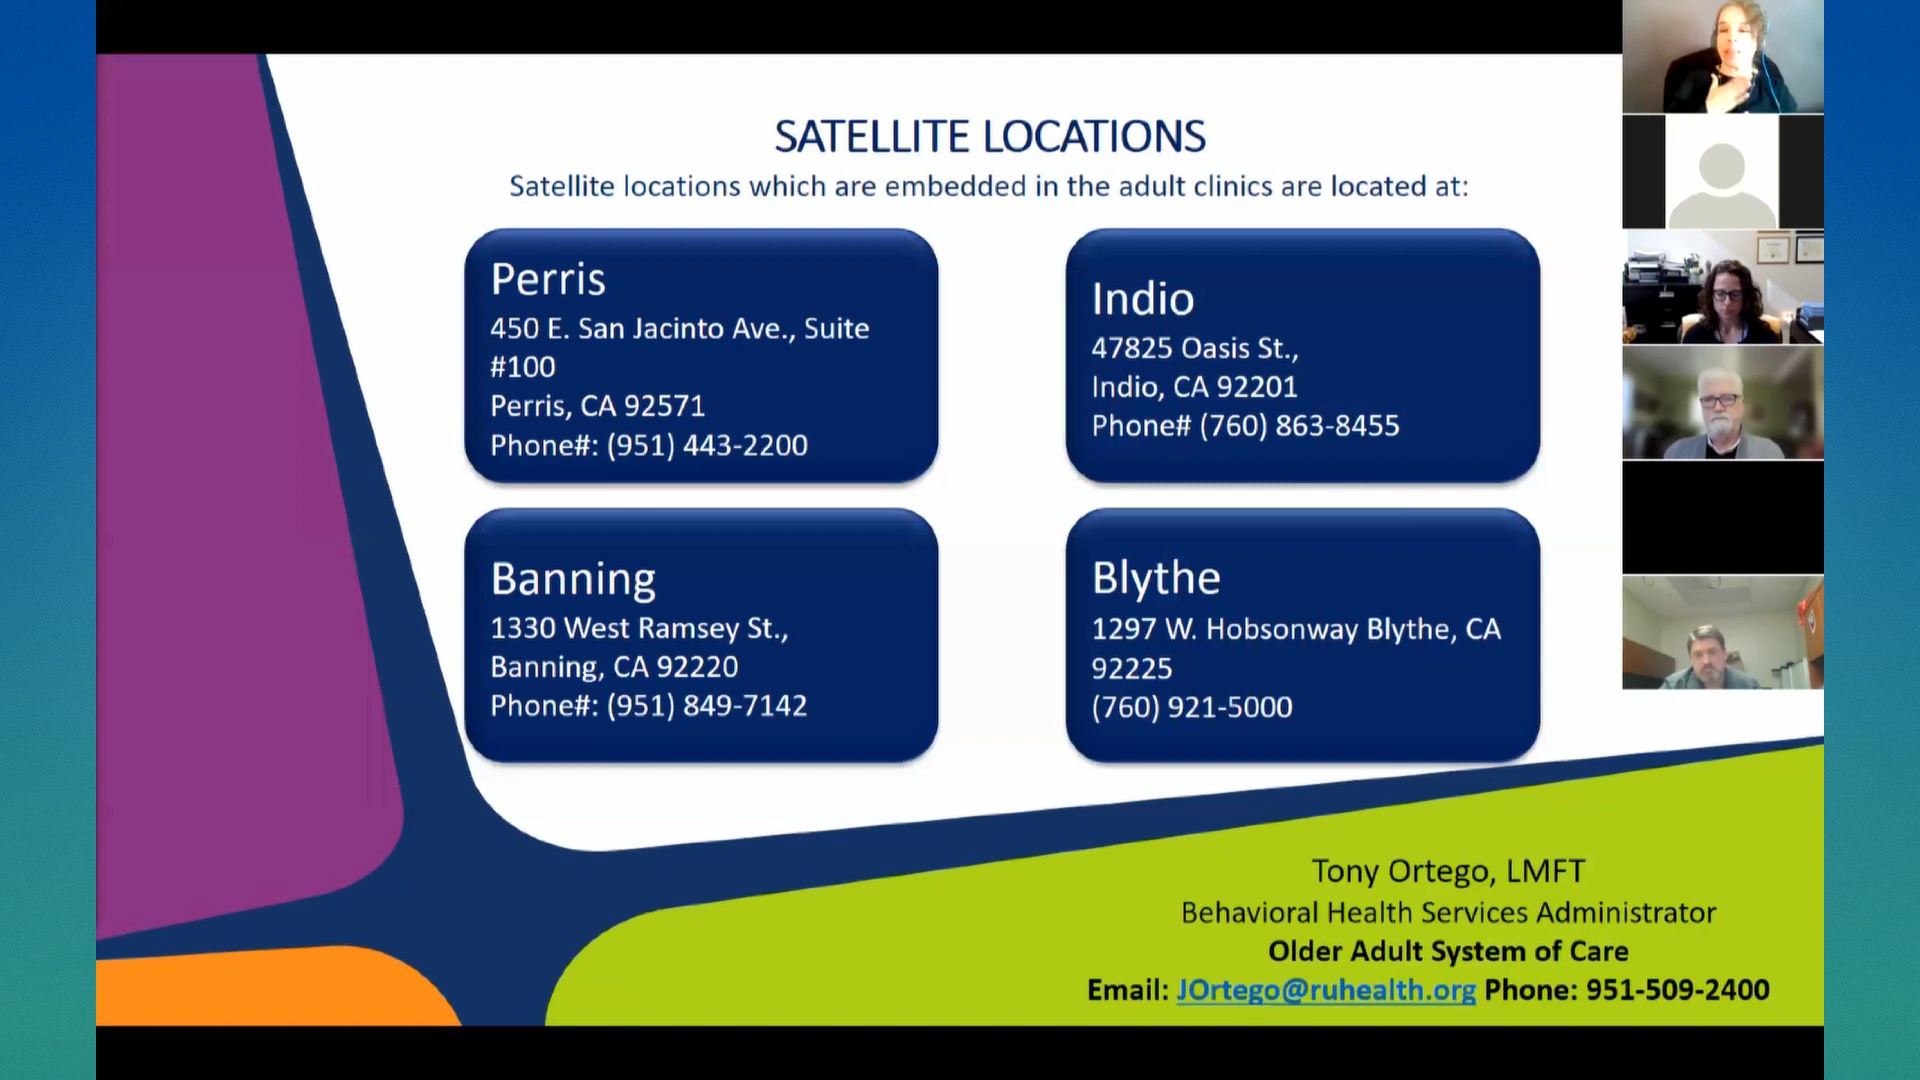 SATELLITE LOCATIONS
Satellite locations which are embedded in the adult clinics are located at:
Perris
450 E. San Jacinto Ave., Suite
#100
Perris, CA 92571
Phone#: (951) 443-2200
Indio
47825 Oasis St.,
Indio, CA 92201
Phone# (760) 863-8455
Banning
1330 West Ramsey St.,
Banning, CA 92220
Phone#: (951) 849-7142
Blythe
1297 W. Hobsonway Blythe, CA
92225
(760) 921-5000
Tony Ortego, LMFT
Behavioral Health Services Administrator
Older Adult System of Care
Email: JOrtego@ruhealth.org Phone: 951-509-2400